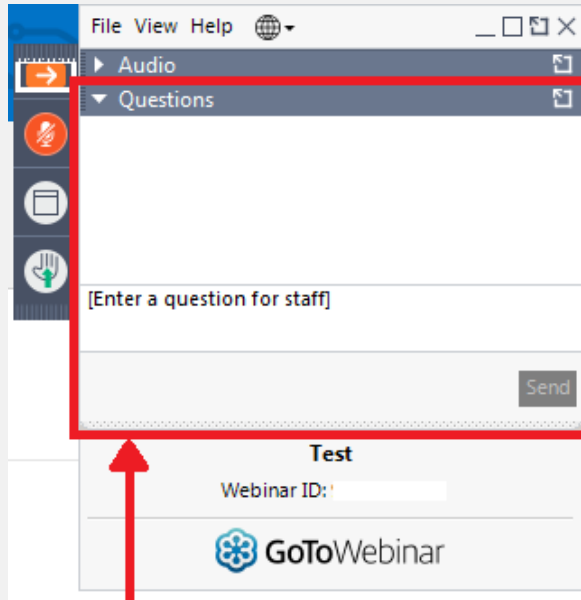 File View Help
Audio
Questions
[Enter a question for staff]
Send
Test
Webinar ID:
GoToWebinar